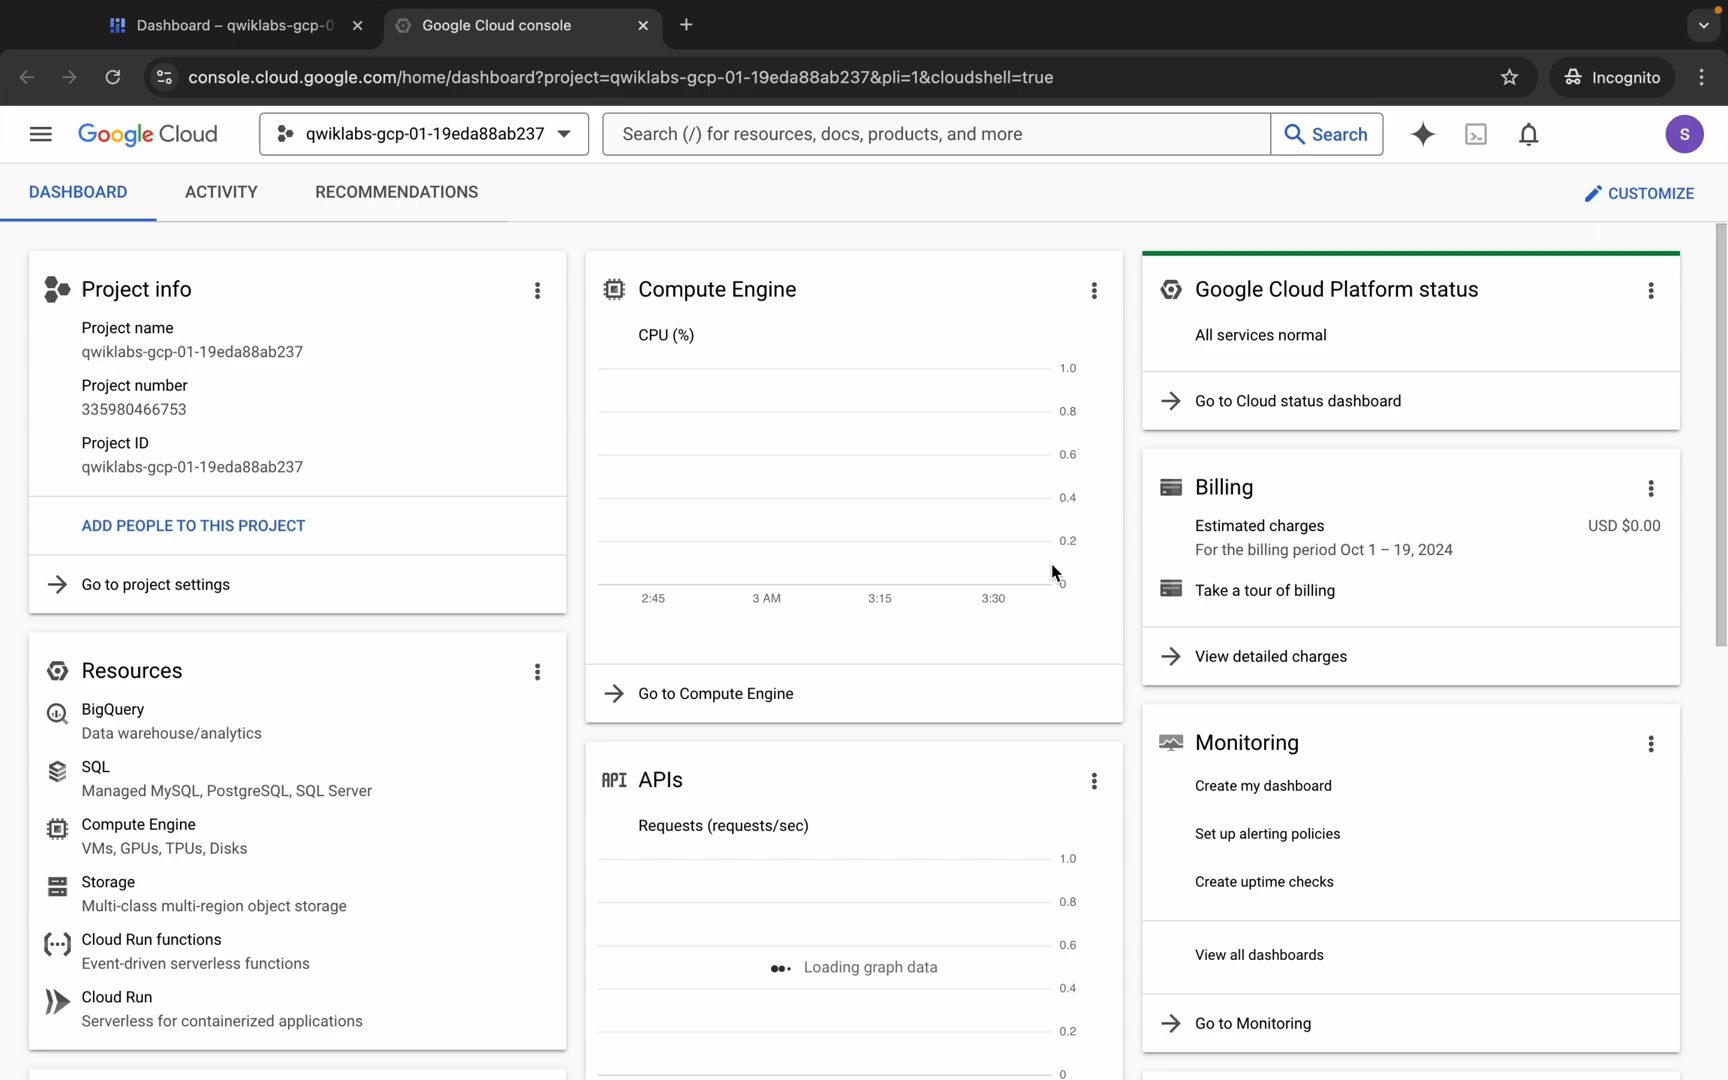 Dashboard – qwiklabs-gcp-0
Google Cloud console
console.cloud.google.com/home/dashboard?project=qwiklabs-gcp-01-19eda88ab237&pli=1&cloudshell=true
Incognito
Google Cloud
qwiklabs-gcp-01-19eda88ab237
Search (/) for resources, docs, products, and more
Search
S
DASHBOARD
ACTIVITY
RECOMMENDATIONS
CUSTOMIZE
Project info
Project name
qwiklabs-gcp-01-19eda88ab237
Project number
335980466753
Project ID
qwiklabs-gcp-01-19eda88ab237
ADD PEOPLE TO THIS PROJECT
Go to project settings
Resources
BigQuery
Data warehouse/analytics
SQL
Managed MySQL, PostgreSQL, SQL Server
Compute Engine
VMs, GPUs, TPUs, Disks
Storage
Multi-class multi-region object storage
Cloud Run functions
Event-driven serverless functions
Cloud Run
Serverless for containerized applications
Compute Engine
CPU (%)
1.0
0.8
0.6
0.4
0.2
0
2:45
3 AM
3:15
3:30
Go to Compute Engine
API APIs
Requests (requests/sec)
1.0
0.8
0.6
Loading graph data
0.4
0.2
0
Google Cloud Platform status
All services normal
Go to Cloud status dashboard
Billing
Estimated charges
USD $0.00
For the billing period Oct 1 – 19, 2024
Take a tour of billing
View detailed charges
Monitoring
Create my dashboard
Set up alerting policies
Create uptime checks
View all dashboards
Go to Monitoring